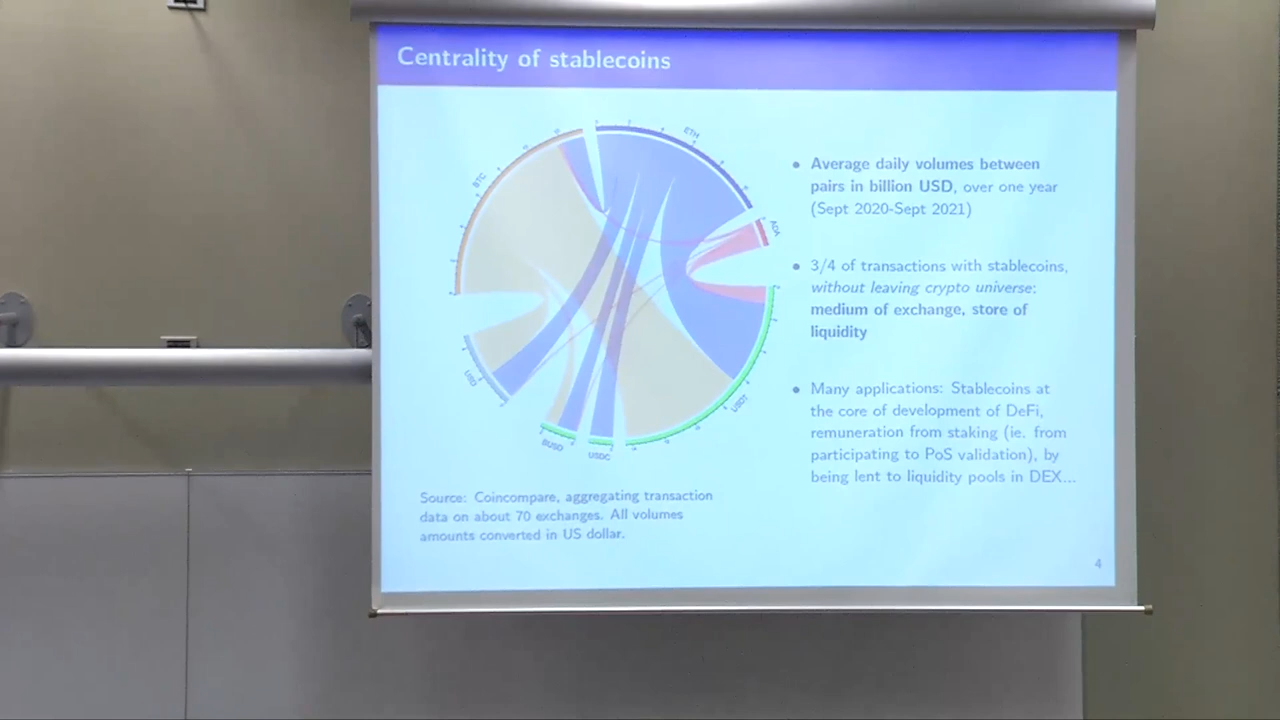 Centrality of stablecoins
BTC
ETH
ADA
USD
BUSD
USDC
USDT
Average daily volumes between
pairs in billion USD, over one year
(Sept 2020-Sept 2021)
3/4 of transactions with stablecoins,
without leaving crypto universe:
medium of exchange, store of
liquidity
Many applications: Stablecoins at
the core of development of DeFi,
remuneration from staking (ie. from
participating to PoS validation), by
being lent to liquidity pools in DEX...
Source: Coincompare, aggregating transaction
data on about 70 exchanges. All volumes
amounts converted in US dollar.
4